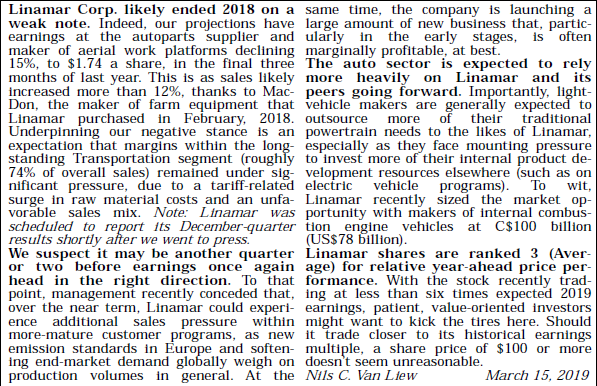 Linamar Corp. likely ended 2018 on a
weak note. Indeed, our projections have
earnings at the autoparts supplier and
maker of aerial work platforms declining
15%, to $1.74 a share, in the final three
months of last year. This is as sales likely
increased more than 12%, thanks to Mac-
Don, the maker of farm equipment that
Linamar purchased in February, 2018.
Underpinning our negative stance is an
expectation that margins within the long-
standing Transportation segment (roughly
74% of overall sales) remained under sig-
nificant pressure, due to a tariff-related
surge in raw material costs and an unfa-
vorable sales mix. Note: Linamar was
scheduled to report its December-quarter
results shortly after we went to press.
We suspect it may be another quarter
or two before earnings once again
head in the right direction. To that
point, management recently conceded that,
over the near term, Linamar could experi-
ence additional sales pressure within
more-mature customer programs, as new
emission standards in Europe and soften-
ing end-market demand globally weigh on
production volumes in general. At the
same time, the company is launching a
large amount of new business that, partic-
ularly in the early stages, is often
marginally profitable, at best.
The auto sector is expected to rely
more heavily on Linamar and its
peers going forward. Importantly, light-
vehicle makers are generally expected to
outsource more of their traditional
powertrain needs to the likes of Linamar,
especially as they face mounting pressure
to invest more of their internal product de-
velopment resources elsewhere (such as on
electric vehicle programs). To wit,
Linamar recently sized the market op-
portunity with makers of internal combus-
tion engine vehicles at C$100 billion
(US$78 billion).
Linamar shares are ranked 3 (Aver-
age) for relative year-ahead price per-
formance. With the stock recently trad-
ing at less than six times expected 2019
earnings, patient, value-oriented investors
might want to kick the tires here. Should
it trade closer to its historical earnings
multiple, a share price of $100 or more
doesn't seem unreasonable.
Nils C. Van Liew March 15, 2019